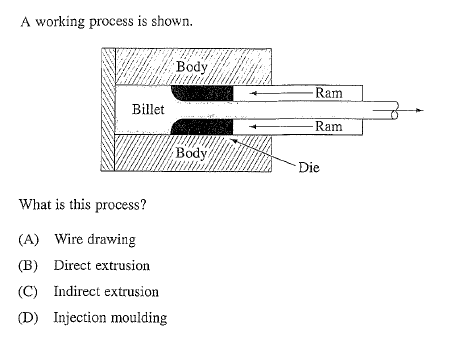 A working process is shown.
Body
Ram
Billet
Ram
Body
Die
What is this process?
(A) Wire drawing
(B) Direct extrusion
(C) Indirect extrusion
(D) Injection moulding